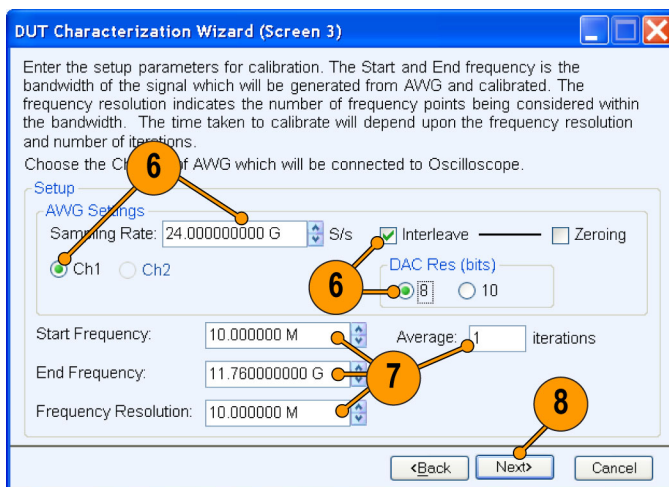 DUT Characterization Wizard (Screen 3)
Enter the setup parameters for calibration. The Start and End frequency is the
bandwidth of the signal which will be generated from AWG and calibrated. The
frequency resolution indicates the number of frequency points being considered within
the bandwidth. The time taken to calibrate will depend upon the frequency resolution
and number of iterations.
Choose the Ch of AWG which will be connected to Oscilloscope.
6
Setup
AWG Settings
Sampling Rate: 24.000000000 G S/s Interleave Zeroing
Ch1 Ch2
DAC Res (bits)
6
8 10
Start Frequency: 10.000000 M Average: 1 iterations
End Frequency: 11.760000000 G
7
Frequency Resolution: 10.000000 M
8
<Back Next> Cancel